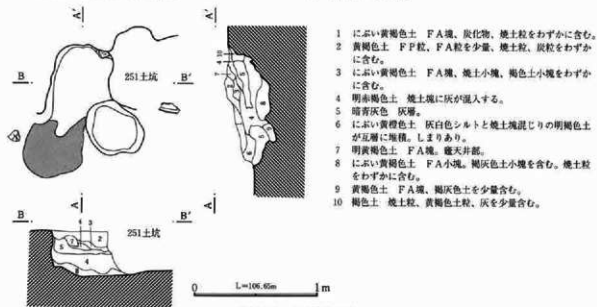 A′
A′
10
4
7
B
251土坑
B′
A
A
B
251土坑
B′
4 3
5
7
2
4
8
0 L=106.65m 1m
1 にぶい黄褐色土 FA塊、炭化物、焼土粒をわずかに含む。
2 黄褐色土 FP粒、FA粒を少量、焼土粒、炭粒をわずか
に含む。
3 にぶい黄褐色土 FA塊、焼土小塊、褐色土小塊をわずか
に含む。
4 明赤褐色土 焼土塊に灰が混入する。
5 暗青灰色 灰層。
6 にぶい黄橙色土 灰白色シルトと焼土塊混じりの明褐色土
が互層に堆積。しまりあり。
7 明黄褐色土 FA塊。竈天井部。
8 にぶい黄褐色土 FA小塊。褐灰色土小塊を含む。焼土粒
をわずかに含む。
9 黄褐色土 FA塊、褐灰色土を少量含む。
10 褐色土 焼土粒、黄褐色土粒、灰を少量含む。